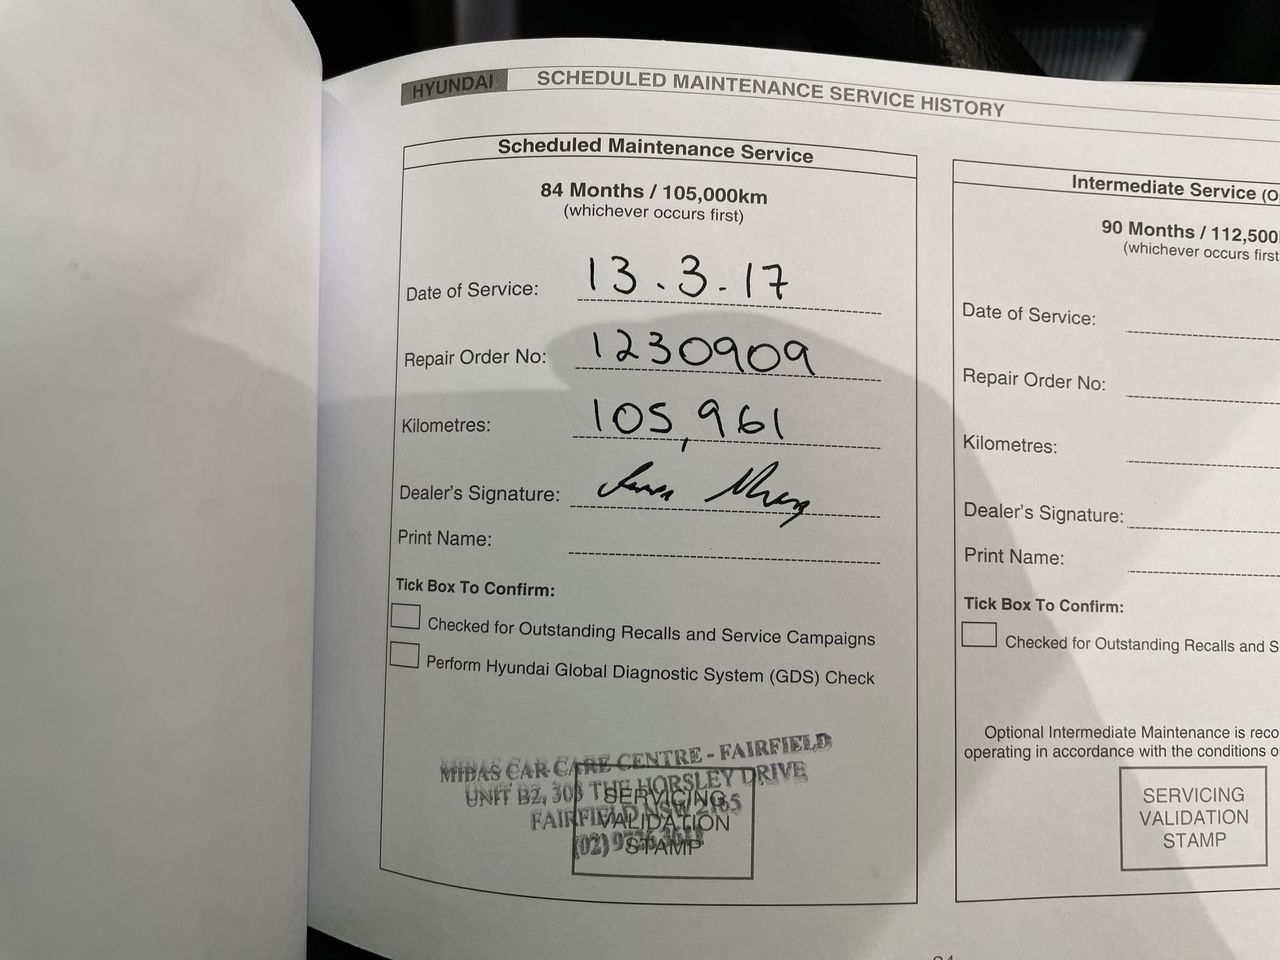 HYUNDAI SCHEDULED MAINTENANCE SERVICE HISTORY
Scheduled Maintenance Service
84 Months / 105,000km
(whichever occurs first)
Date of Service: 13.3.17
Repair Order No: 1230909
Kilometres: 105,961
Dealer's Signature:
Print Name:
Tick Box To Confirm:
Checked for Outstanding Recalls and Service Campaigns
Perform Hyundai Global Diagnostic System (GDS) Check
MIDAS CAR CARE CENTRE - FAIRFIELD
UNIT B2, 303 THE HORSLEY DRIVE
FAIRFIELD NSW 2165
(02)
SERVICING
VALIDATION
STAMP
Intermediate Service (O
90 Months / 112,500
(whichever occurs first
Date of Service:
Repair Order No:
Kilometres:
Dealer's Signature:
Print Name:
Tick Box To Confirm:
Checked for Outstanding Recalls and S
Optional Intermediate Maintenance is reco
operating in accordance with the conditions o
SERVICING
VALIDATION
STAMP